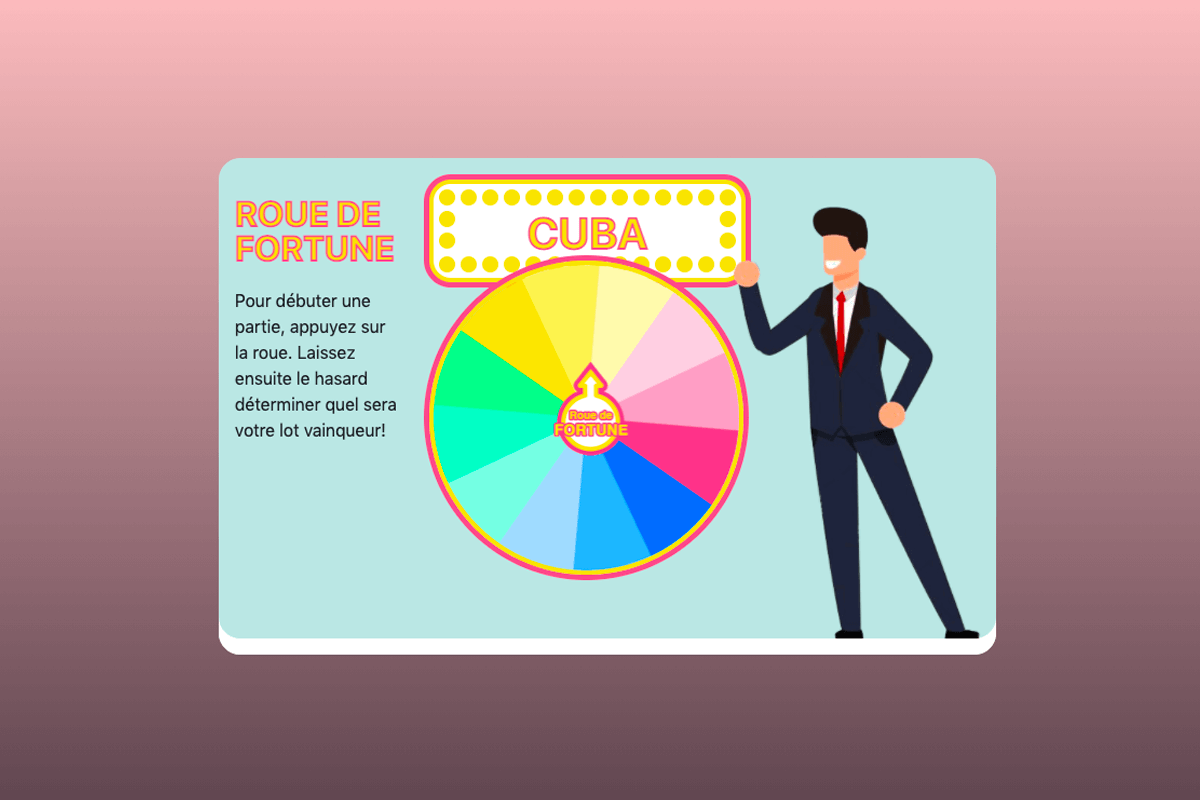 ROUE DE
FORTUNE
Pour débuter une
partie, appuyez sur
la roue. Laissez
ensuite le hasard
déterminer quel sera
votre lot vainqueur!
CUBA
Roue de
FORTUNE